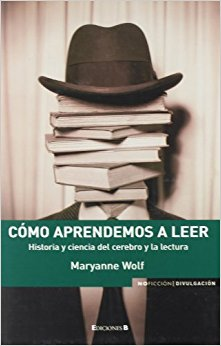 CÓMO APRENDEMOS A LEER
Historia y ciencia del cerebro y la lectura
Maryanne Wolf
NOFICCIÓN|DIVULGACIÓN
EDICIONES B